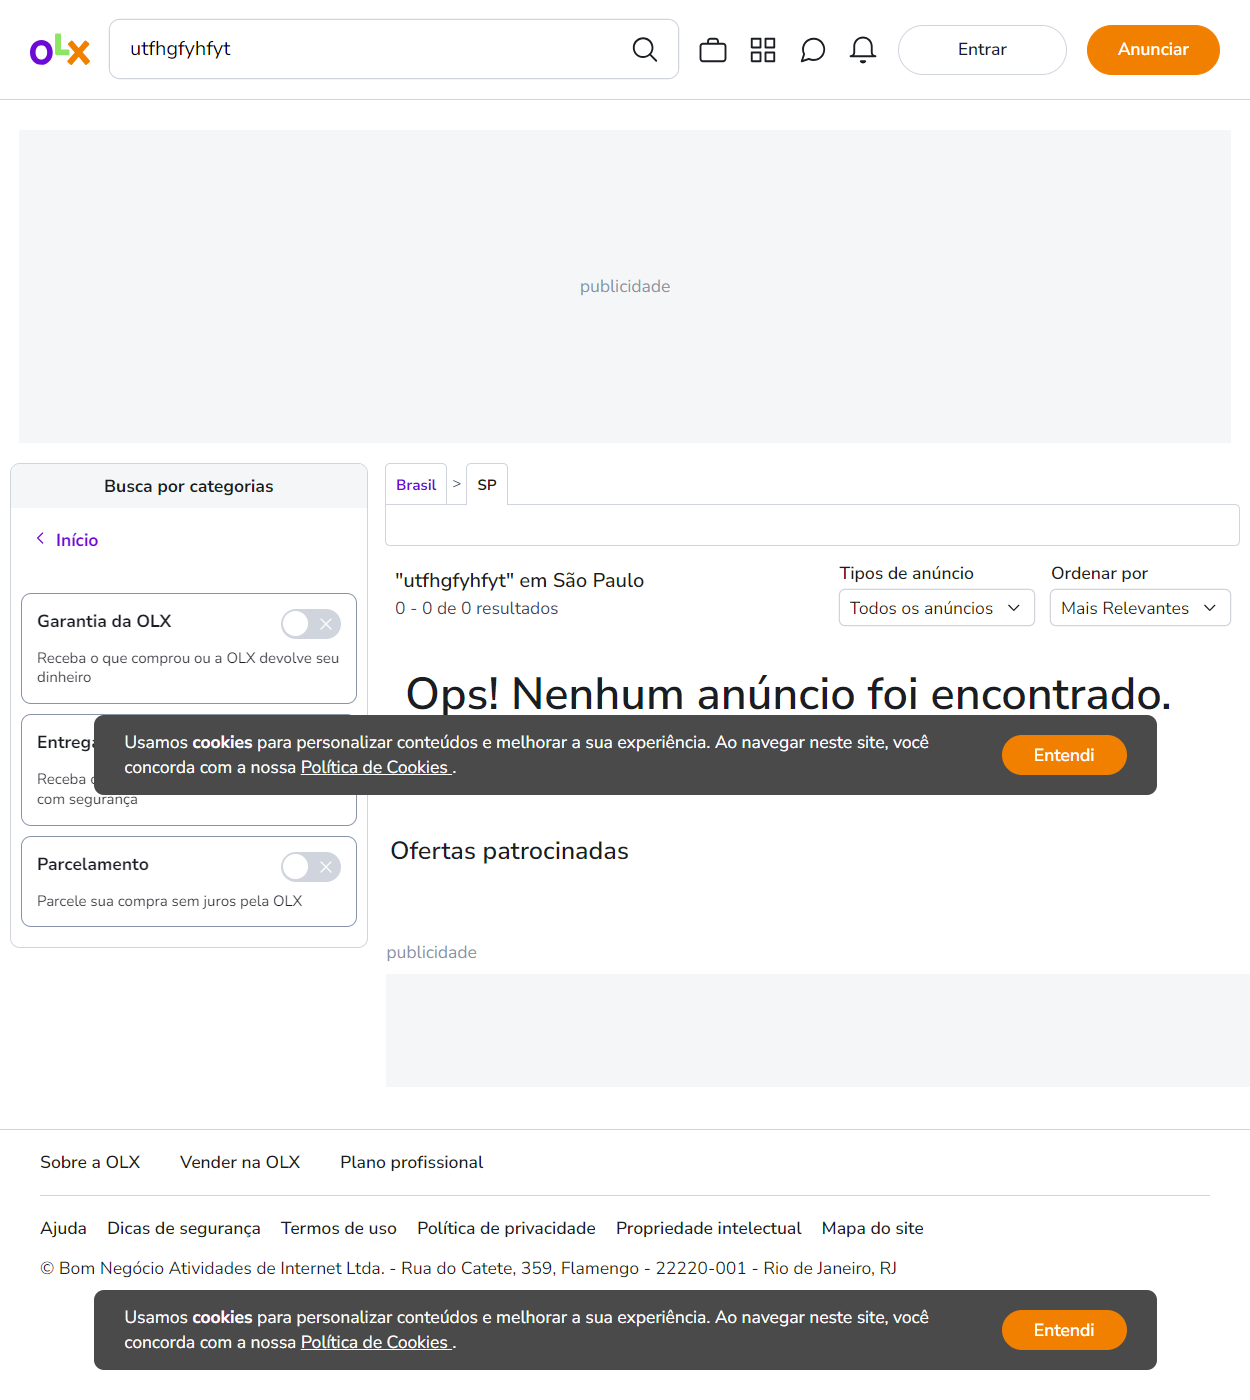 OLX
utfhgfyhfyt
Entrar
Anunciar
publicidade
Busca por categorias
Início
Garantia da OLX
Receba o que comprou ou a OLX devolve seu
dinheiro
Entrega
Receba
com segurança
Parcelamento
Parcele sua compra sem juros pela OLX
Brasil > SP
"utfhgfyhfyt" em São Paulo
0 - 0 de 0 resultados
Tipos de anúncio
Todos os anúncios
Ordenar por
Mais Relevantes
Ops! Nenhum anúncio foi encontrado.
Usamos cookies para personalizar conteúdos e melhorar a sua experiência. Ao navegar neste site, você
concorda com a nossa Política de Cookies .
Entendi
Ofertas patrocinadas
publicidade
Sobre a OLX Vender na OLX Plano profissional
Ajuda Dicas de segurança Termos de uso Política de privacidade Propriedade intelectual Mapa do site
© Bom Negócio Atividades de Internet Ltda. - Rua do Catete, 359, Flamengo - 22220-001 - Rio de Janeiro, RJ
Usamos cookies para personalizar conteúdos e melhorar a sua experiência. Ao navegar neste site, você
concorda com a nossa Política de Cookies .
Entendi